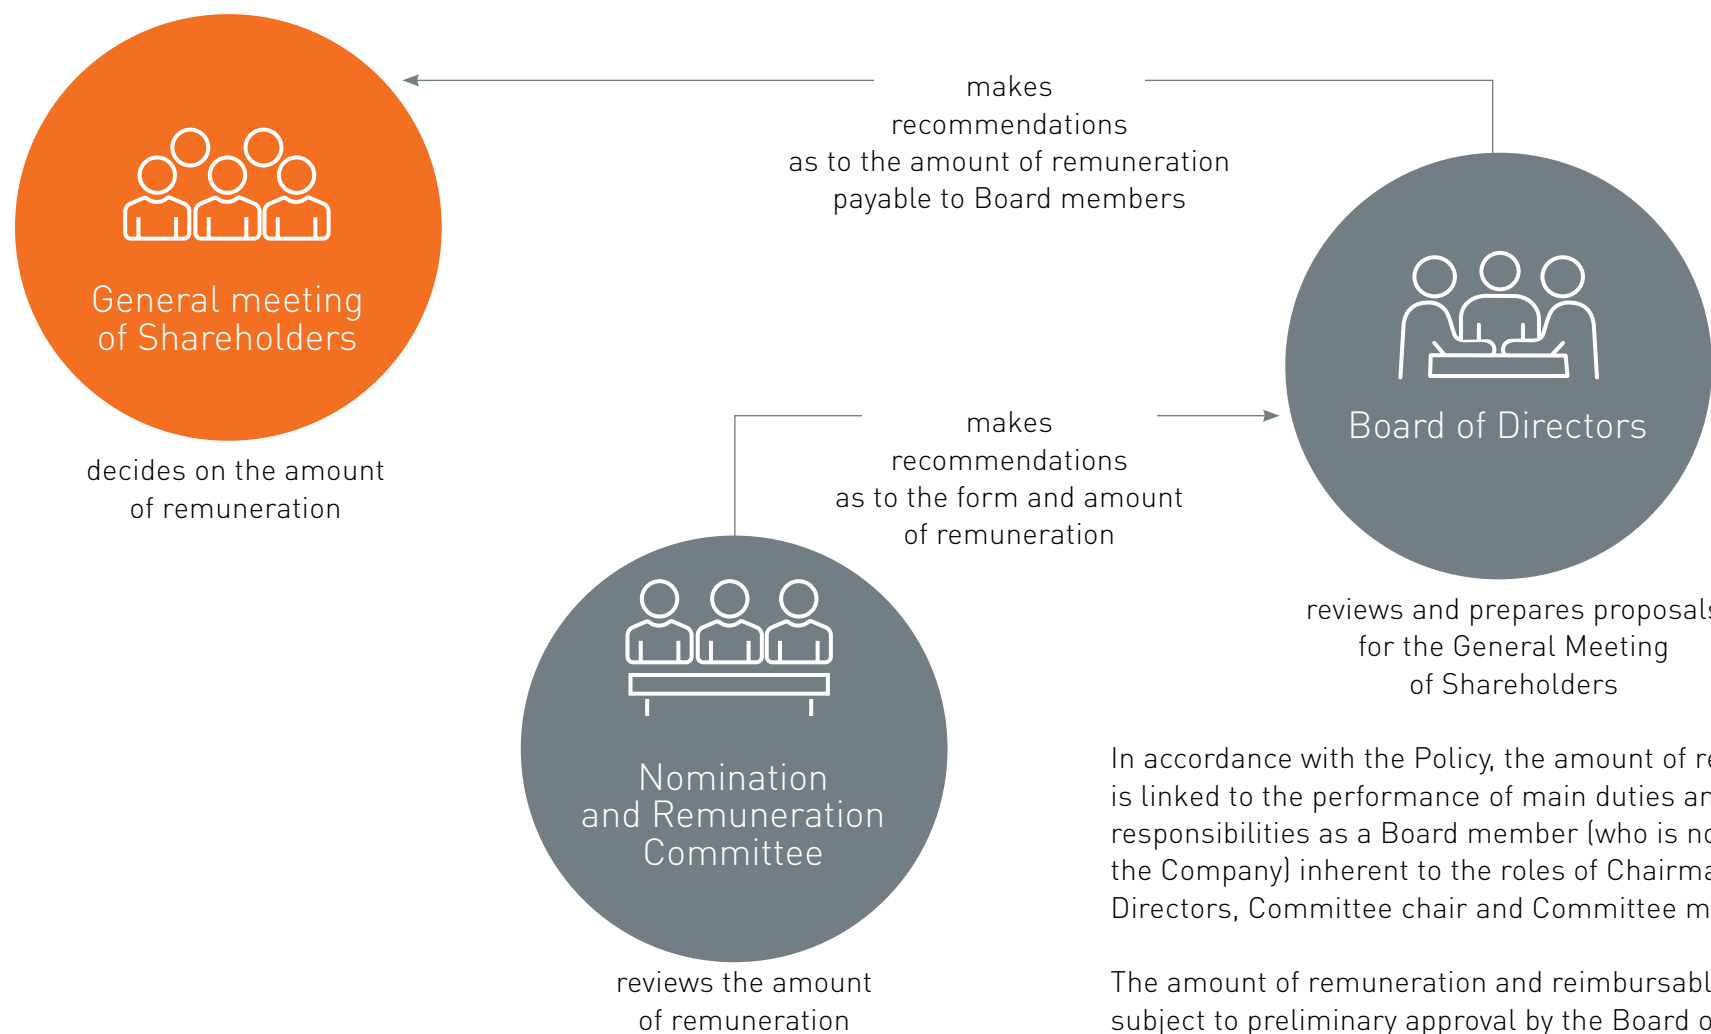 makes
recommendations
as to the amount of remuneration
payable to Board members
General meeting
of Shareholders
decides on the amount
of remuneration
makes
recommendations
as to the form and amount
of remuneration
Board of Directors
reviews and prepares proposals
for the General Meeting
of Shareholders
Nomination
and Remuneration
Committee
reviews the amount
of remuneration
In accordance with the Policy, the amount of
is linked to the performance of main duties
responsibilities as a Board member (who is
the Company) inherent to the roles of
Directors, Committee chair and Committee
The amount of remuneration and
subject to preliminary approval by the Board